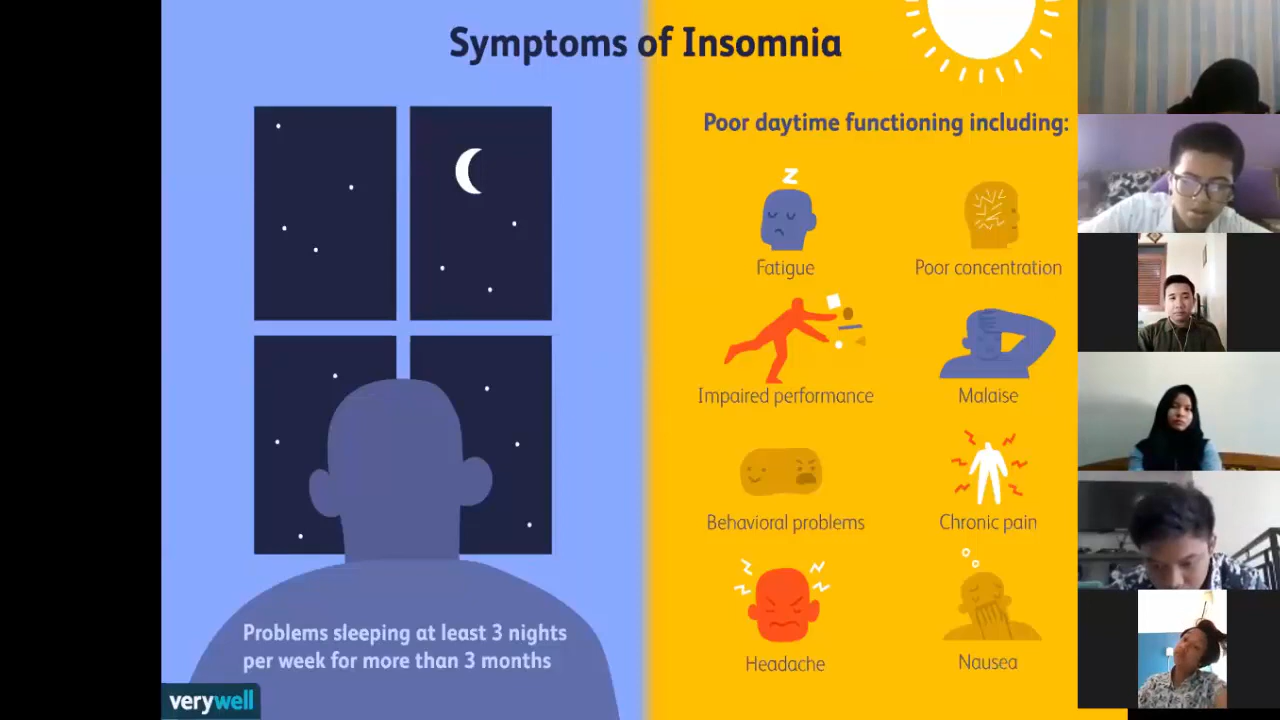 Symptoms of Insomnia
Problems sleeping at least 3 nights
per week for more than 3 months
verywell
Poor daytime functioning including:
z
Fatigue
Poor concentration
Impaired performance
Malaise
Behavioral problems
Chronic pain
Headache
Nausea